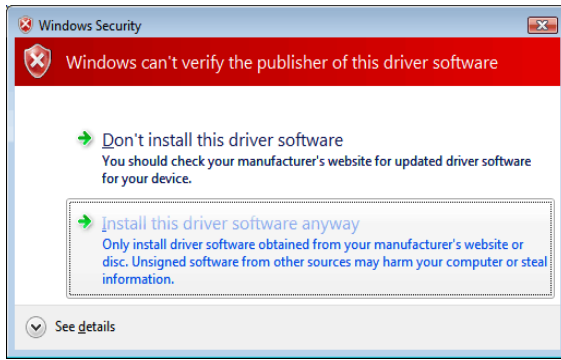 Windows Security
Windows can't verify the publisher of this driver software
Don't install this driver software
You should check your manufacturer's website for updated driver software
for your device.
Install this driver software anyway
Only install driver software obtained from your manufacturer's website or
disc. Unsigned software from other sources may harm your computer or steal
information.
See details